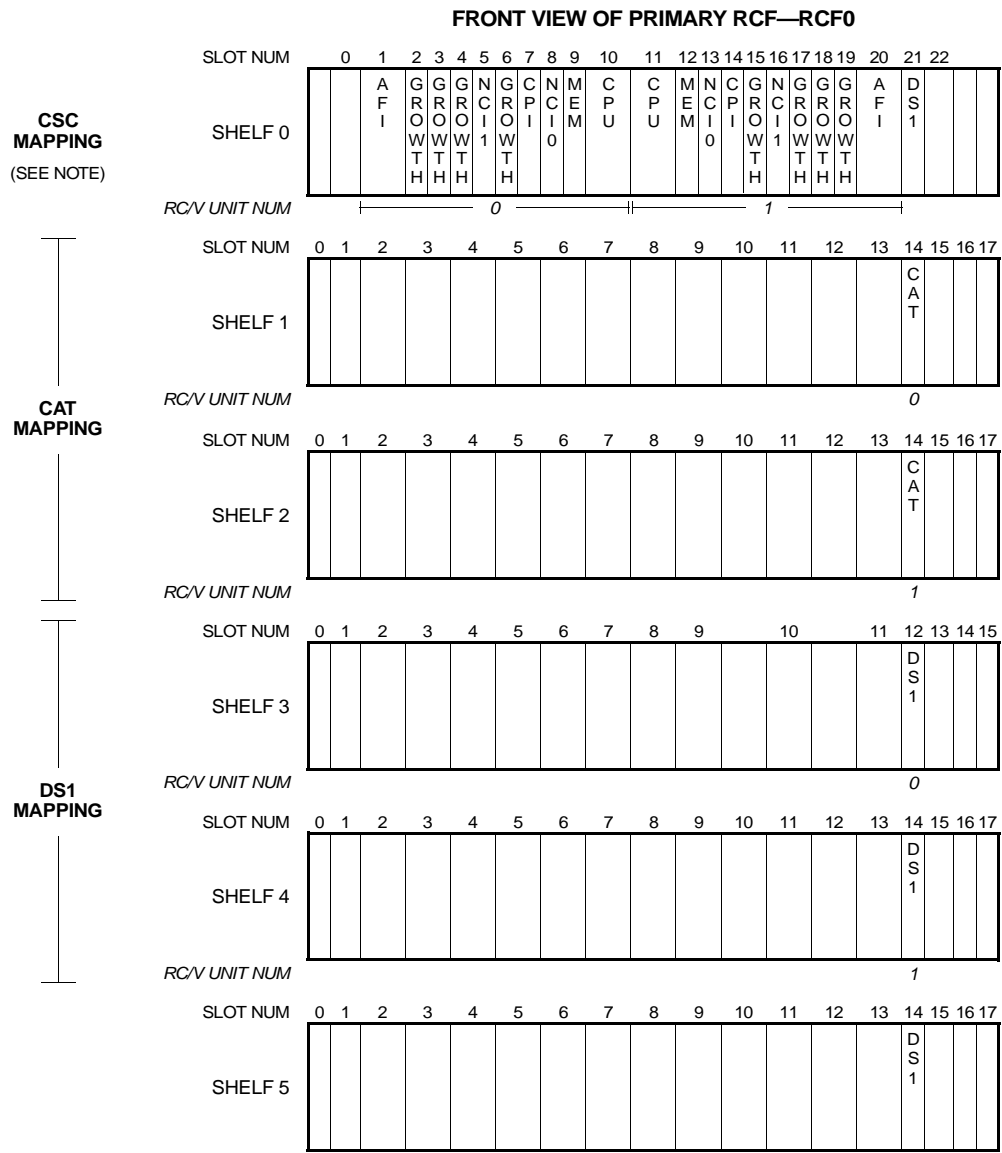 FRONT VIEW OF PRIMARY RCF—RCF0
SLOT NUM 0 1 2 3 4 5 6 7 8 9 10 11 12 13 14 15 16 17 18 19 20 21 22
CSC MAPPING
(SEE NOTE)
SHELF 0
AFI GROWTH GROWTH GROWTH NCI1 GROWTH CPI NCI0 MEM CPU CPU MEM NCI0 CPI GROWTH NCI1 GROWTH GROWTH GROWTH AFI DS1
RC/V UNIT NUM 0 1
SLOT NUM 0 1 2 3 4 5 6 7 8 9 10 11 12 13 14 15 16 17
SHELF 1
CAT
RC/V UNIT NUM 0
CAT MAPPING
SLOT NUM 0 1 2 3 4 5 6 7 8 9 10 11 12 13 14 15 16 17
SHELF 2
CAT
RC/V UNIT NUM 1
SLOT NUM 0 1 2 3 4 5 6 7 8 9 10 11 12 13 14 15
SHELF 3
DS1
RC/V UNIT NUM 0
DS1 MAPPING
SLOT NUM 0 1 2 3 4 5 6 7 8 9 10 11 12 13 14 15 16 17
SHELF 4
DS1
RC/V UNIT NUM 1
SLOT NUM 0 1 2 3 4 5 6 7 8 9 10 11 12 13 14 15 16 17
SHELF 5
DS1